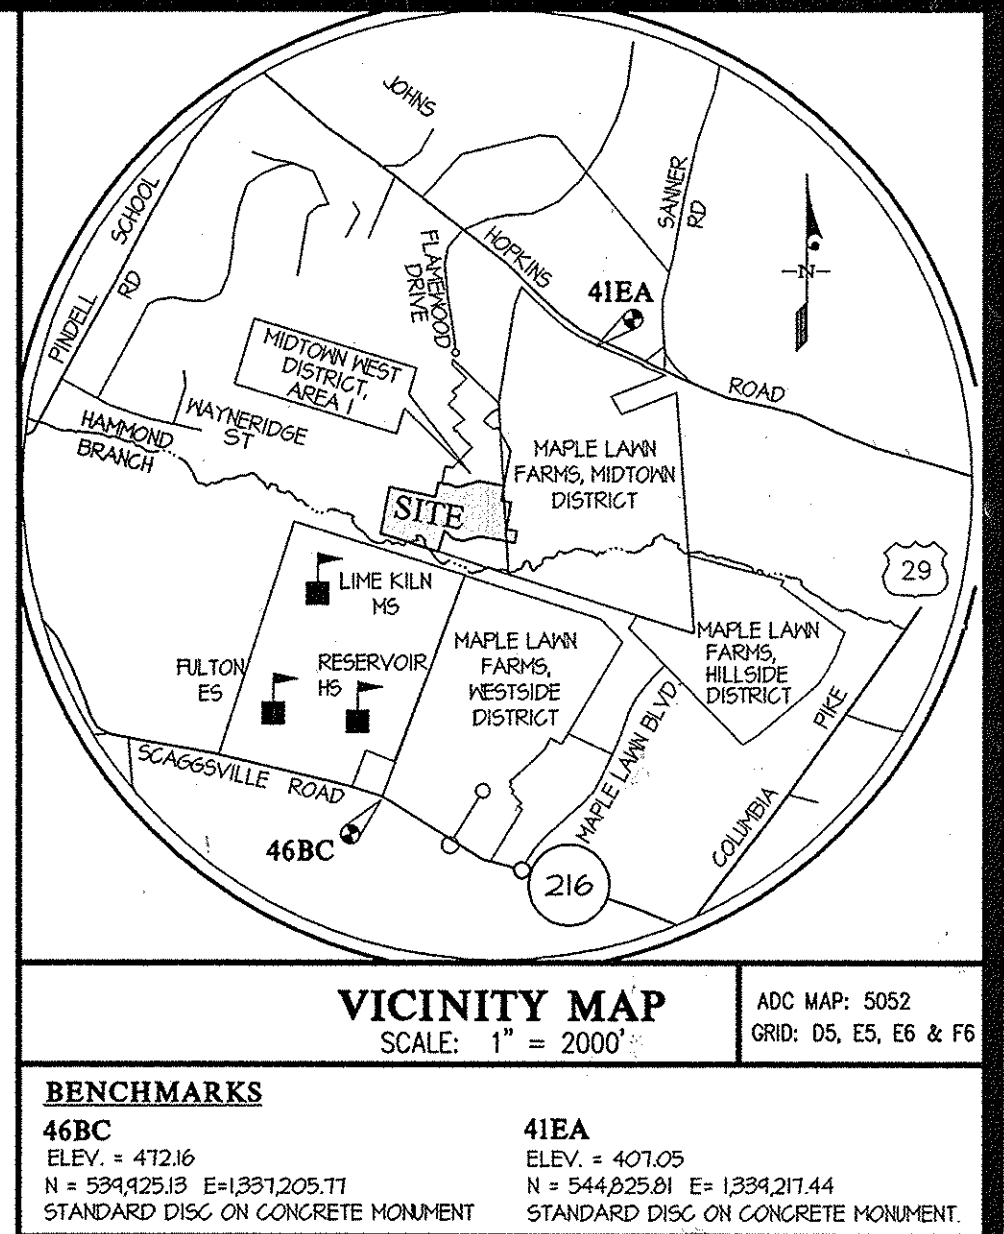 JOHNS
SANNER
RD
PINDELL SCHOOL
RD
FLAMEWOOD
DRIVE
HOPKINS
41EA
-N-
MIDTOWN WEST
DISTRICT,
AREA 1
ROAD
WAYNERIDGE
ST
HAMMOND
BRANCH
MAPLE LAWN
FARMS, MIDTOWN
DISTRICT
SITE
29
LIME KILN
MS
FULTON
ES
RESERVOIR
HS
MAPLE LAWN
FARMS,
WESTSIDE
DISTRICT
MAPLE LAWN
FARMS,
HILLSIDE
DISTRICT
MAPLE LAWN BLVD.
COLUMBIA PIKE
SCAGGSVILLE ROAD
46BC
216
VICINITY MAP
SCALE: 1" = 2000'
ADC MAP: 5052
GRID: D5, E5, E6 & F6
BENCHMARKS
46BC
ELEV. = 472.16
N = 539,925.13 E=1,337,205.77
STANDARD DISC ON CONCRETE MONUMENT
41EA
ELEV. = 407.05
N = 544,825.81 E= 1,339,217.44
STANDARD DISC ON CONCRETE MONUMENT.